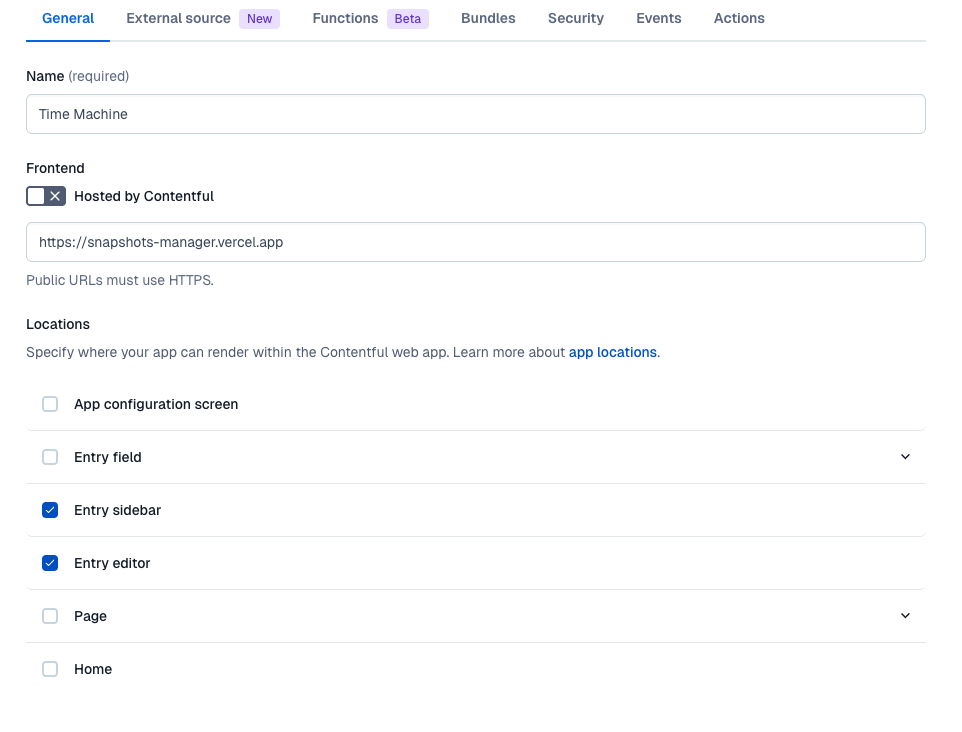 General External source New Functions Beta Bundles Security Events Actions
Name (required)
Time Machine
Frontend
Hosted by Contentful
https://snapshots-manager.vercel.app
Public URLs must use HTTPS.
Locations
Specify where your app can render within the Contentful web app. Learn more about app locations.
App configuration screen
Entry field
Entry sidebar
Entry editor
Page
Home